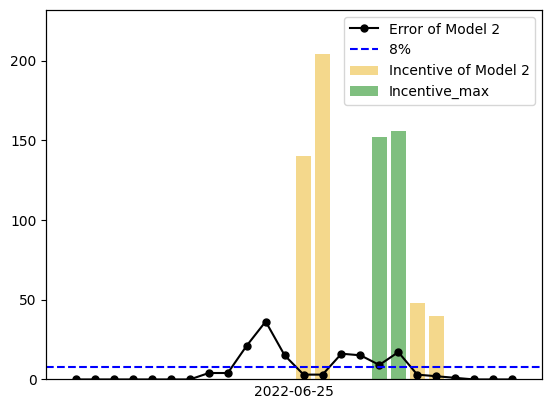 Error of Model 2
8%
Incentive of Model 2
Incentive_max
200
150
100
50
0
2022-06-25